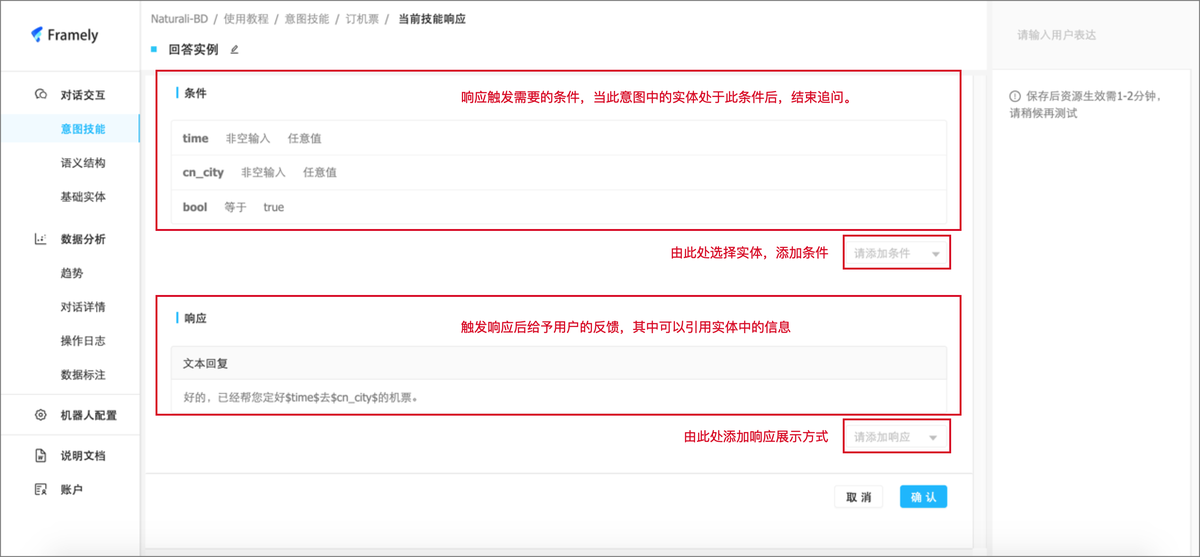 Framely
对话交互
意图技能
语义结构
基础实体
数据分析
趋势
对话详情
操作日志
数据标注
机器人配置
说明文档
账户
Naturali-BD / 使用教程 / 意图技能 / 订机票 / 当前技能响应
回答实例
条件
响应触发需要的条件，当此意图中的实体处于此条件后，结束追问。
time 非空输入 任意值
cn_city 非空输入 任意值
bool 等于 true
由此处选择实体，添加条件
请添加条件
响应
触发响应后给予用户的反馈，其中可以引用实体中的信息
文本回复
好的，已经帮您定好$time$去$cn_city$的机票。
由此处添加响应展示方式
请添加响应
取 消
确 认
请输入用户表达
保存后资源生效需1-2分钟，
请稍候再测试